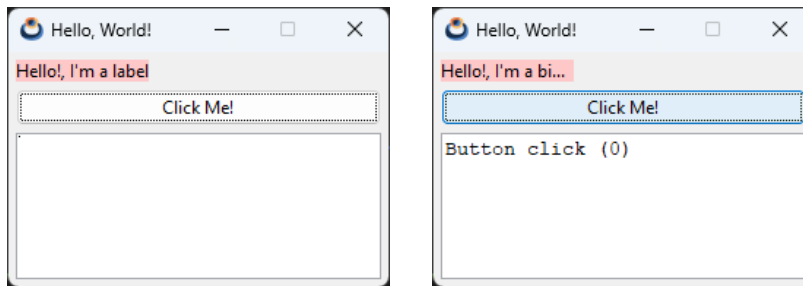 Hello, World!
Hello!, I'm a label
Click Me!
Hello, World!
Hello!, I'm a bi...
Click Me!
Button click (0)